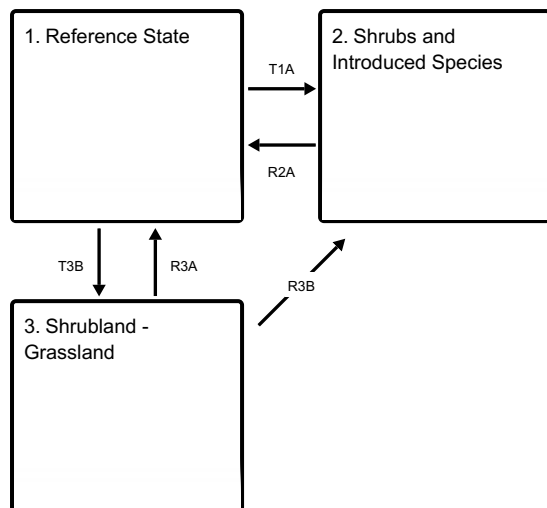 1. Reference State
2. Shrubs and
Introduced Species
T1A
R2A
T3B
R3A
R3B
3. Shrubland -
Grassland